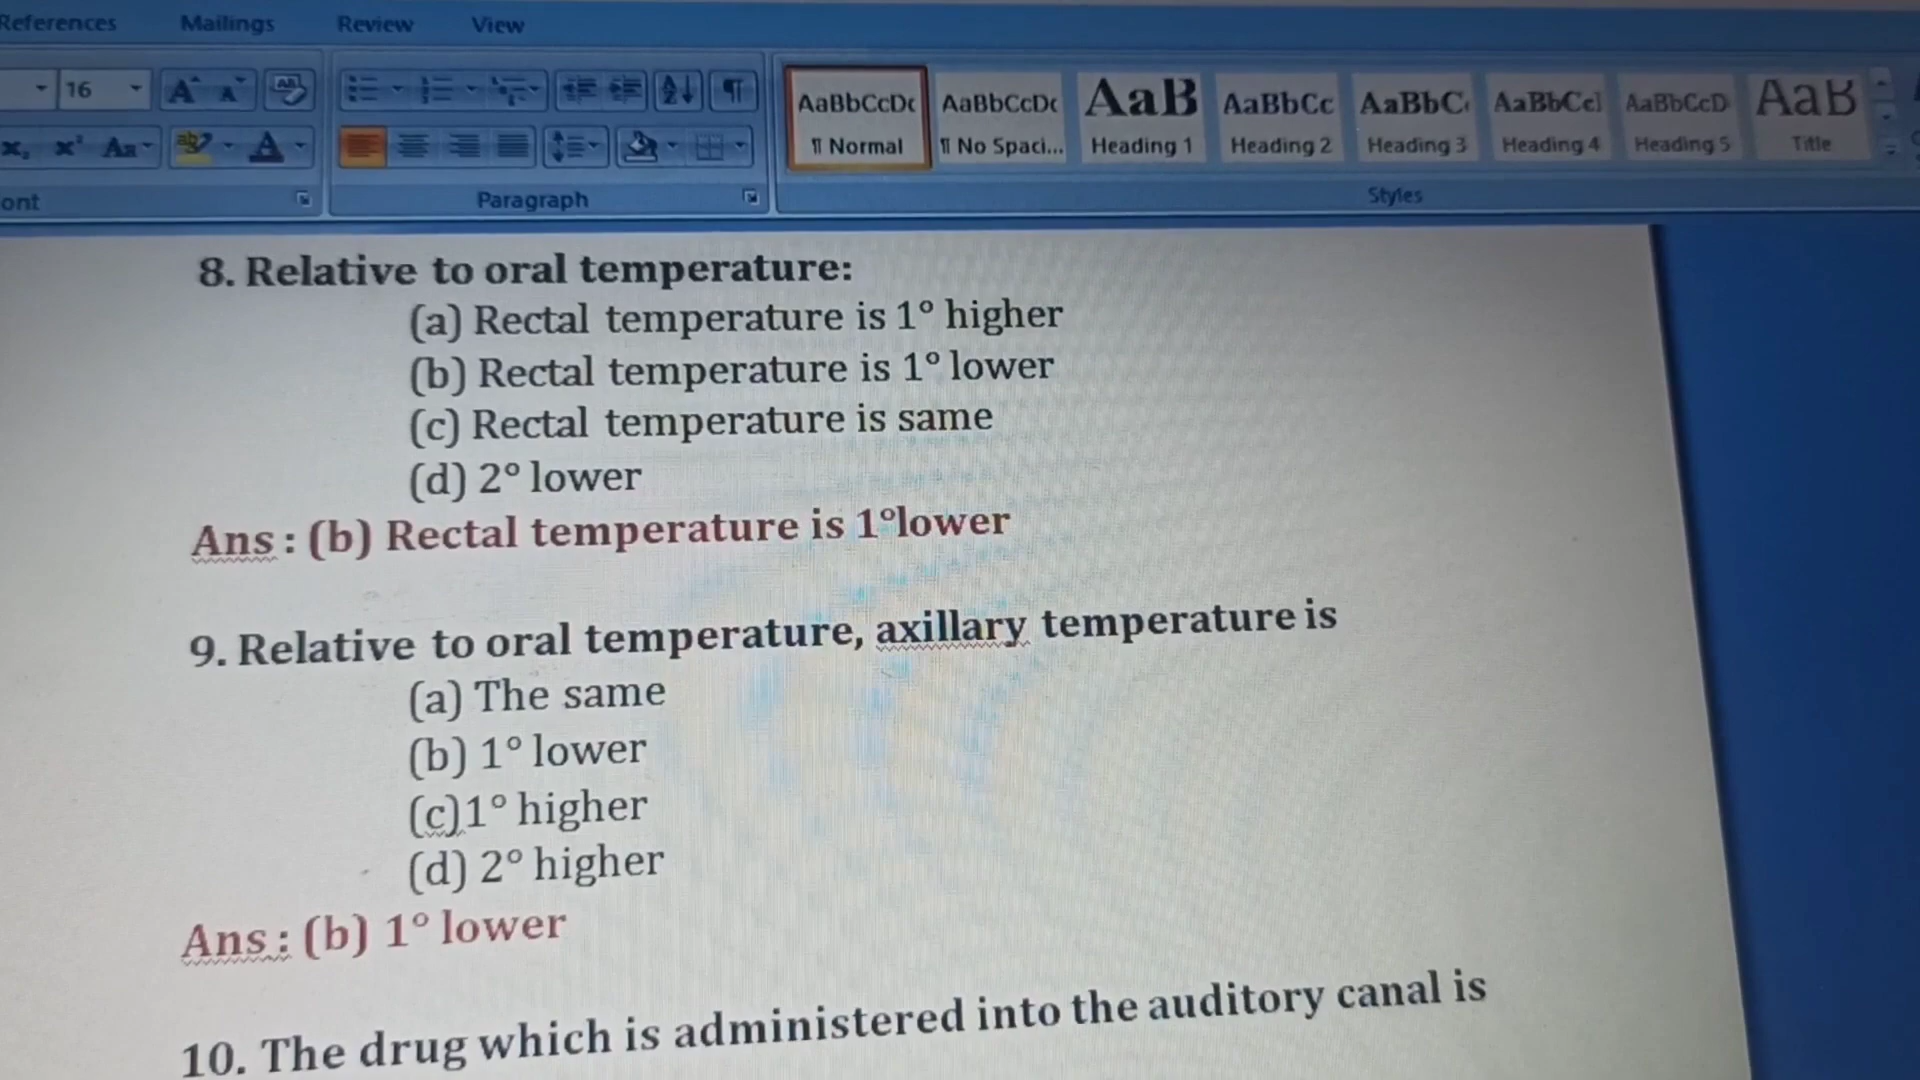 References Mailings Review View
16 A A
AaBbCcDc AaBbCcDc AaB AaBbCc AaBbC AaBbCcI AaBbCcD AaB
¶ Normal ¶ No Spaci... Heading 1 Heading 2 Heading 3 Heading 4 Heading 5 Title
ont Paragraph Styles
8. Relative to oral temperature:
(a) Rectal temperature is 1° higher
(b) Rectal temperature is 1° lower
(c) Rectal temperature is same
(d) 2° lower
Ans : (b) Rectal temperature is 1°lower
9. Relative to oral temperature, axillary temperature is
(a) The same
(b) 1° lower
(c)1° higher
(d) 2° higher
Ans : (b) 1° lower
10. The drug which is administered into the auditory canal is